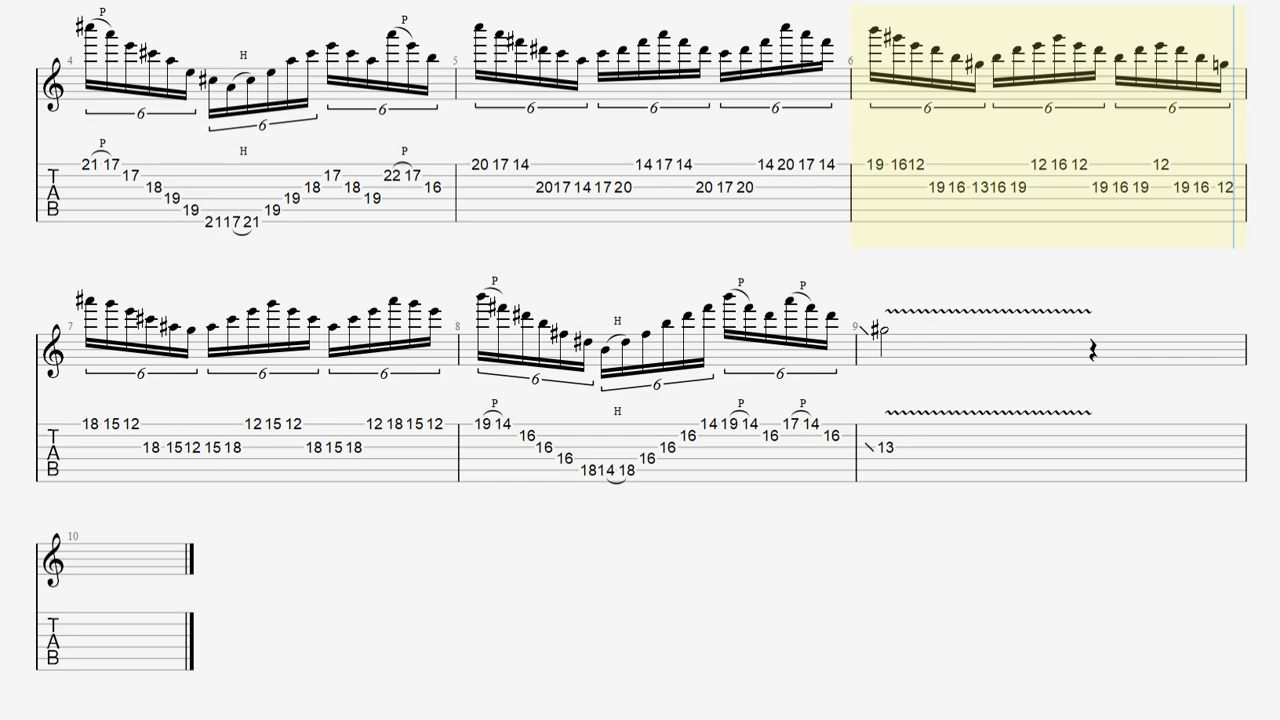 P H P
4 5 6
6 6 6 6 6 6 6 6 6
P H P
21 17 20 17 14 14 17 14 14 20 17 14 19 16 12 12 16 12 12
T 17 17 22 17
18 18 18 16 20 17 14 17 20 20 17 20 19 16 13 16 19 19 16 19 19 16 12
A 19 19 19
B 19 19
21 17 21
P H P P
7 8 9
6 6 6 6 6 6
P H P P
18 15 12 12 15 12 12 18 15 12 19 14 14 19 14 17 14
T 16 16 16 16
18 15 12 15 18 18 15 18 16 16 13
A 16 16
B 18 14 18
10
T
A
B